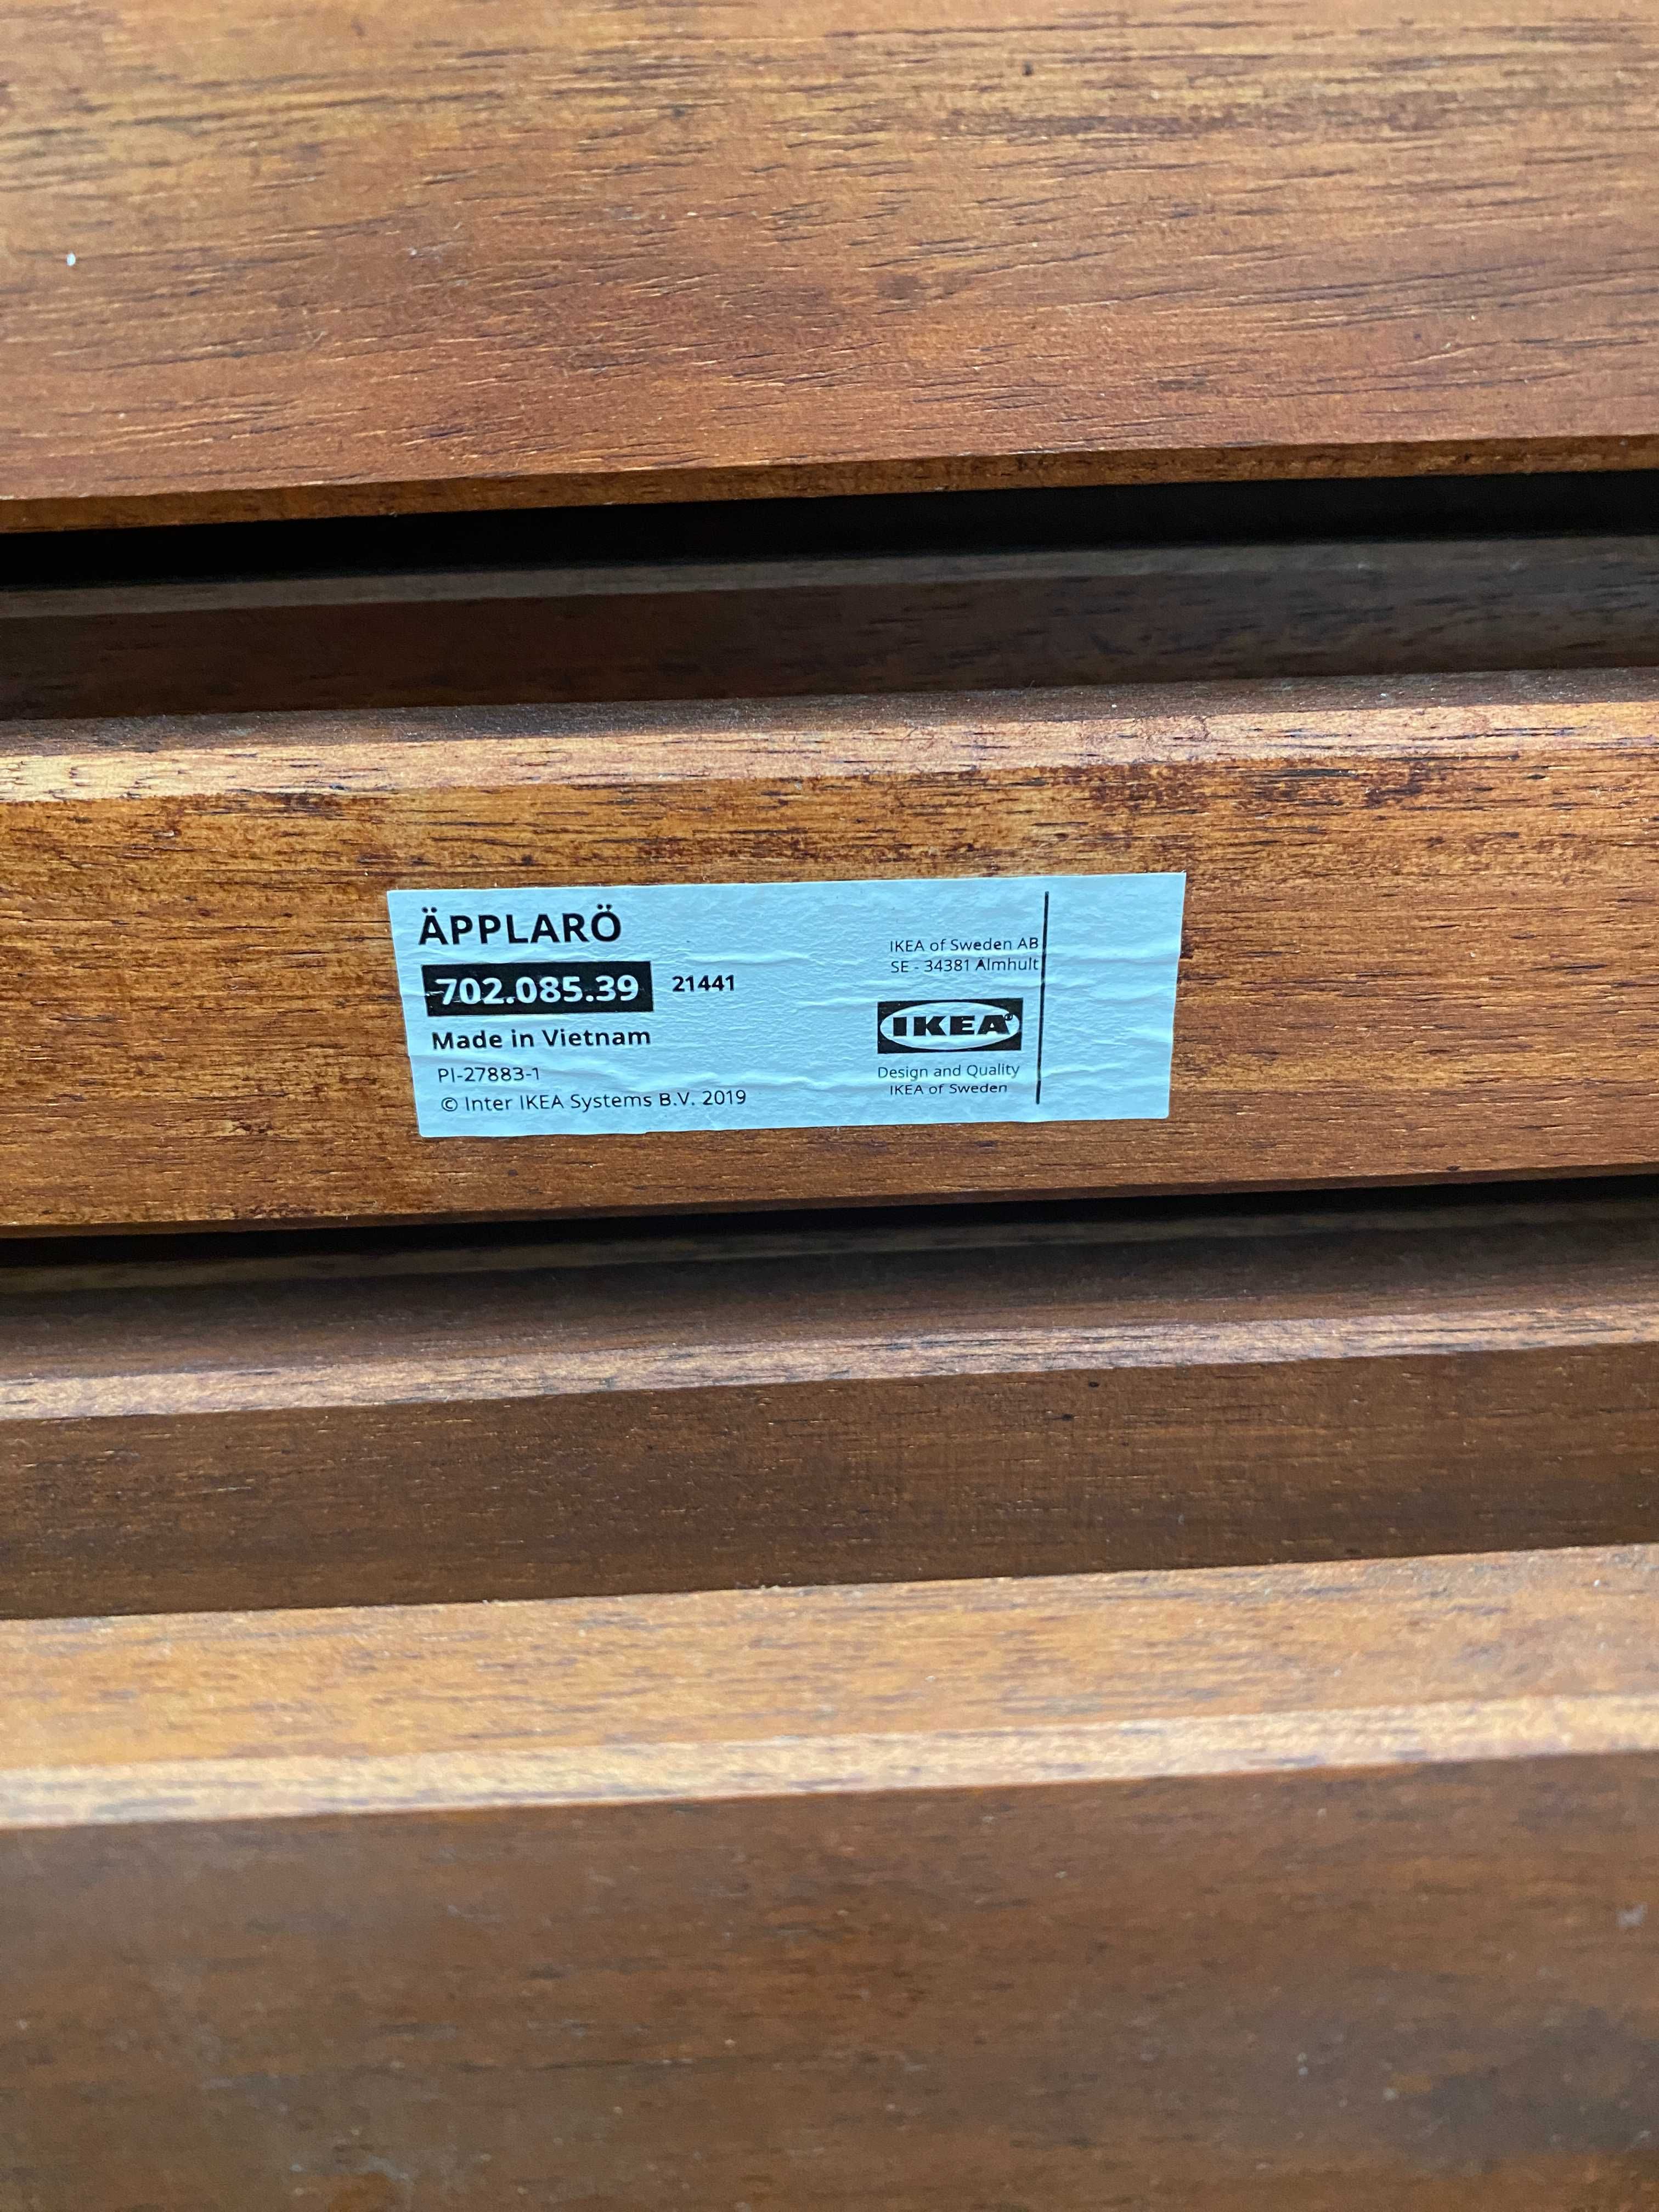 ÄPPLARÖ
702.085.39 21441
Made in Vietnam
PI-27883-1
© Inter IKEA Systems B.V. 2019
IKEA of Sweden AB
SE - 34381 Älmhult
IKEA®
Design and Quality
IKEA of Sweden